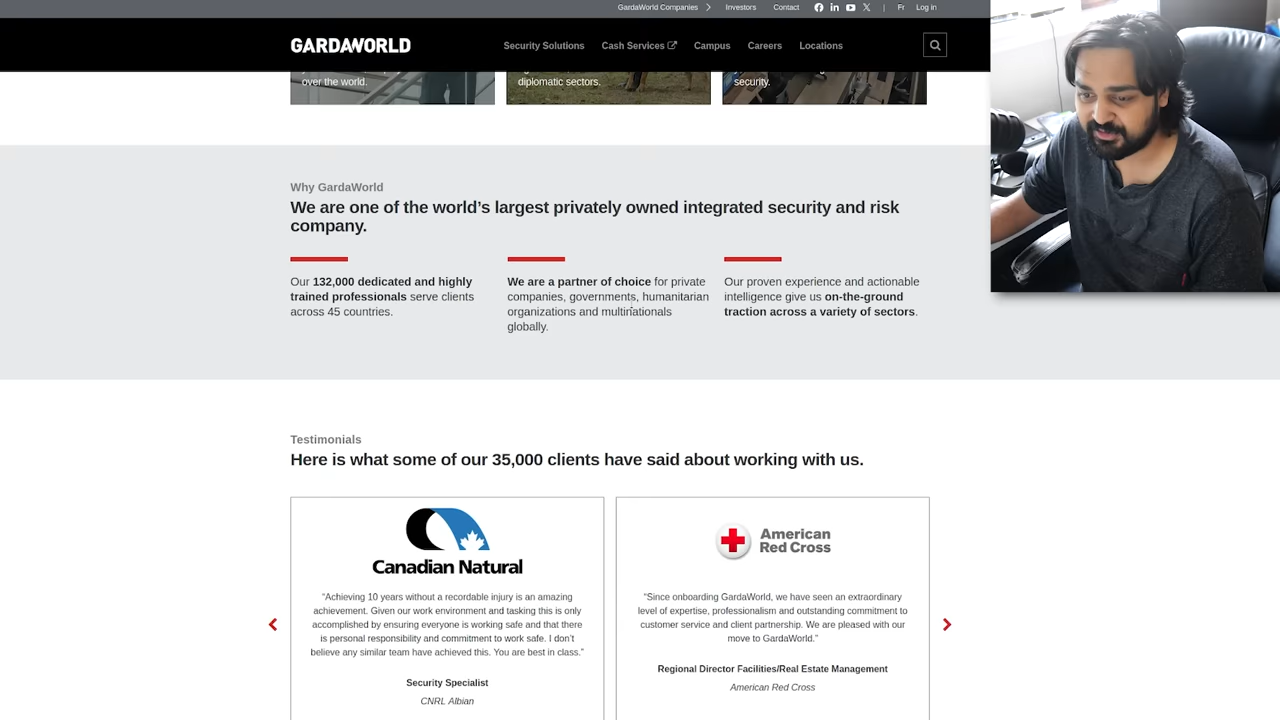 GardaWorld Companies
Investors
Contact
Fr
Log in
GARDAWORLD
Security Solutions
Cash Services
Campus
Careers
Locations
over the world.
diplomatic sectors.
security.
Why GardaWorld
We are one of the world's largest privately owned integrated security and risk
company.
Our 132,000 dedicated and highly
trained professionals serve clients
across 45 countries.
We are a partner of choice for private
companies, governments, humanitarian
organizations and multinationals
globally.
Our proven experience and actionable
intelligence give us on-the-ground
traction across a variety of sectors.
Testimonials
Here is what some of our 35,000 clients have said about working with us.
Canadian Natural
“Achieving 10 years without a recordable injury is an amazing
achievement. Given our work environment and tasking this is only
accomplished by ensuring everyone is working safe and that there
is personal responsibility and commitment to work safe. I don’t
believe any similar team have achieved this. You are best in class.”
Security Specialist
CNRL Albian
American
Red Cross
“Since onboarding GardaWorld, we have seen an extraordinary
level of expertise, professionalism and outstanding commitment to
customer service and client partnership. We are pleased with our
move to GardaWorld.”
Regional Director Facilities/Real Estate Management
American Red Cross